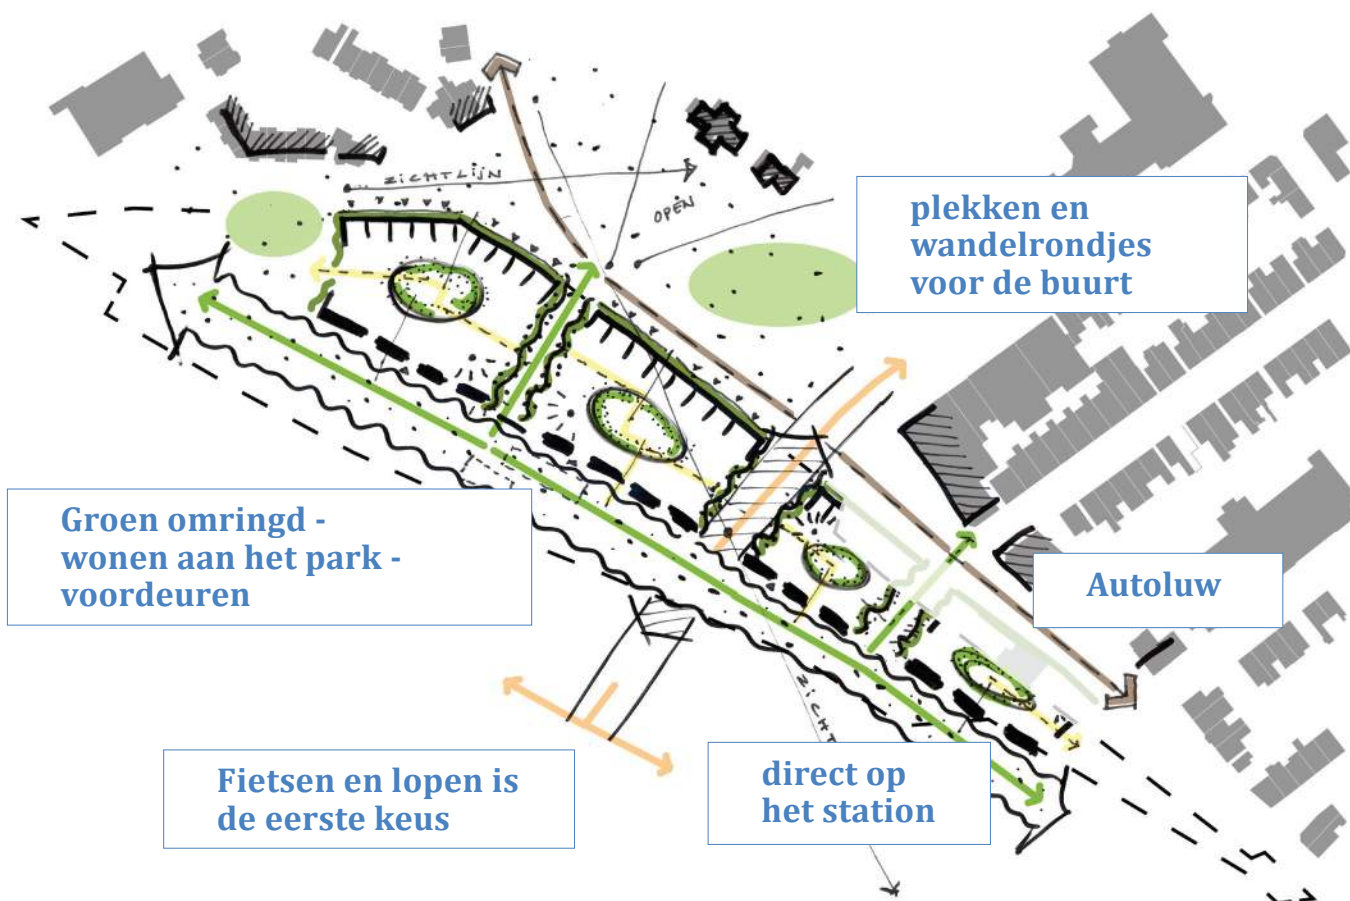 ZICHTLIJN
OPEN
plekken en
wandelrondjes
voor de buurt
Groen omringd -
wonen aan het park -
voordeuren
Autoluw
ZICHT
Fietsen en lopen is
de eerste keus
direct op
het station